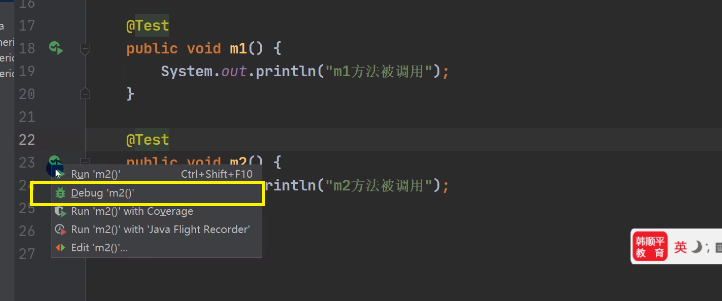 16
17 @Test
18 public void m1() {
19 System.out.println("m1方法被调用");
20 }
21
22 @Test
23 public void m2() {
Run 'm2()' Ctrl+Shift+F10
rintln("m2方法被调用");
Debug 'm2()'
25
Run 'm2()' with Coverage
26
Run 'm2()' with 'Java Flight Recorder'
27
Edit 'm2()'...
韩顺平
教育
英